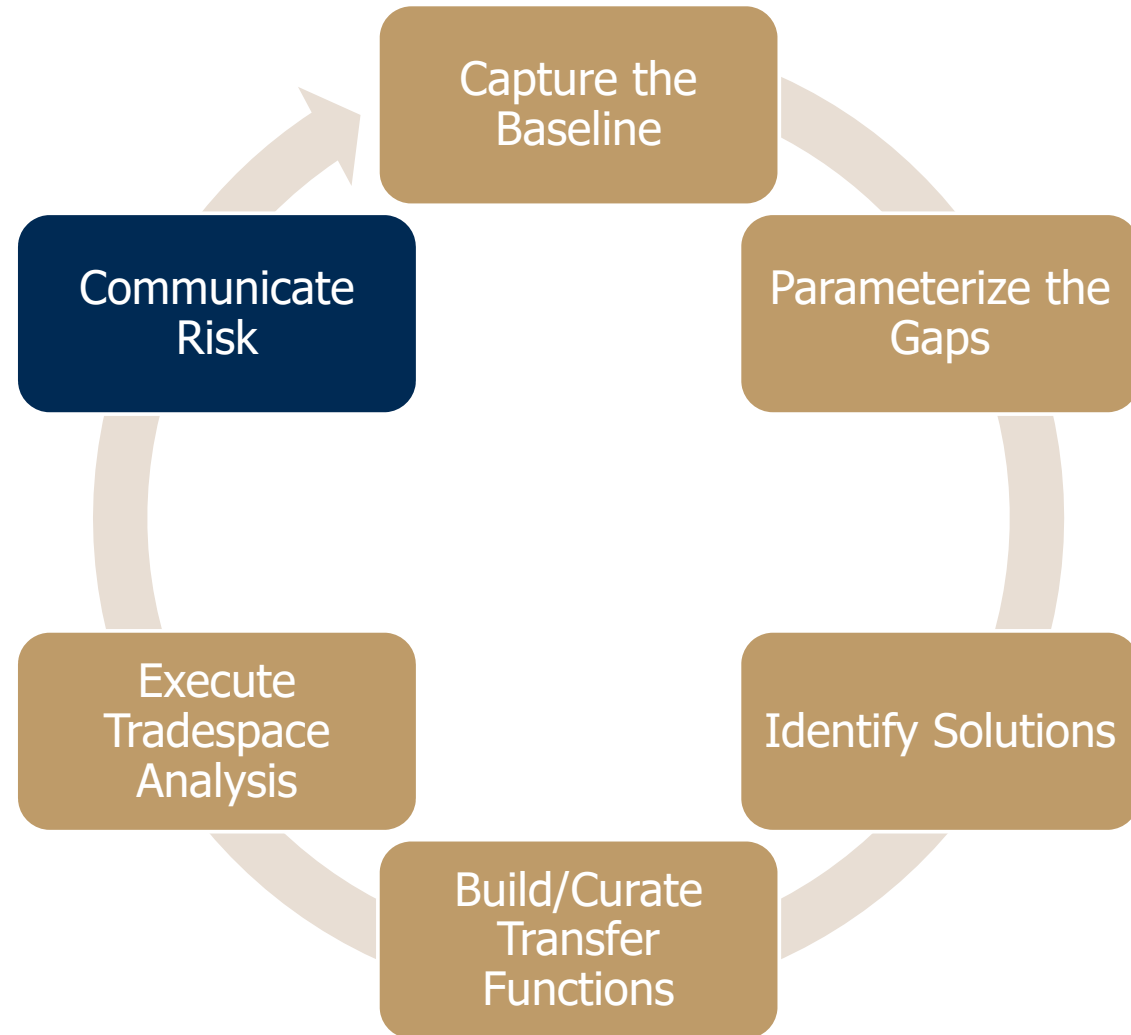 Capture the
Baseline
Parameterize the
Gaps
Identify Solutions
Build/Curate
Transfer
Functions
Execute
Tradespace
Analysis
Communicate
Risk